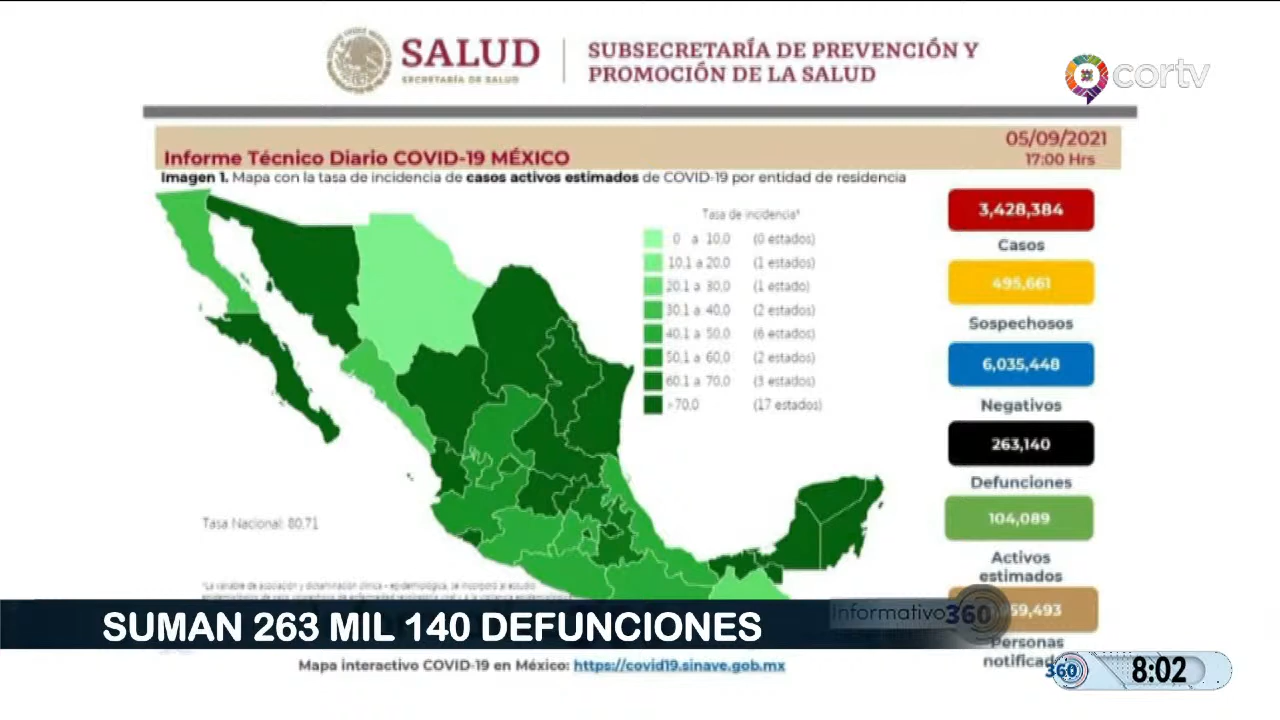 SALUD
SECRETARÍA DE SALUD
SUBSECRETARÍA DE PREVENCIÓN Y
PROMOCIÓN DE LA SALUD
cortv
05/09/2021
17:00 Hrs
Informe Técnico Diario COVID-19 MÉXICO
Imagen 1. Mapa con la tasa de incidencia de casos activos estimados de COVID-19 por entidad de residencia
Tasa de incidencia*
0 a 10.0 (0 estados)
10.1 a 20.0 (1 estados)
20.1 a 30.0 (1 estado)
30.1 a 40.0 (2 estados)
40.1 a 50.0 (6 estados)
50.1 a 60.0 (2 estados)
60.1 a 70.0 (3 estados)
>70.0 (17 estados)
3,428,384
Casos
495,661
Sospechosos
6,035,448
Negativos
263,140
Defunciones
104,089
Activos
estimados
59,493
Personas
Tasa Nacional: 80.71
SUMAN 263 MIL 140 DEFUNCIONES
informativo360
Mapa interactivo COVID-19 en México: https://covid19.sinave.gob.mx
360
8:02